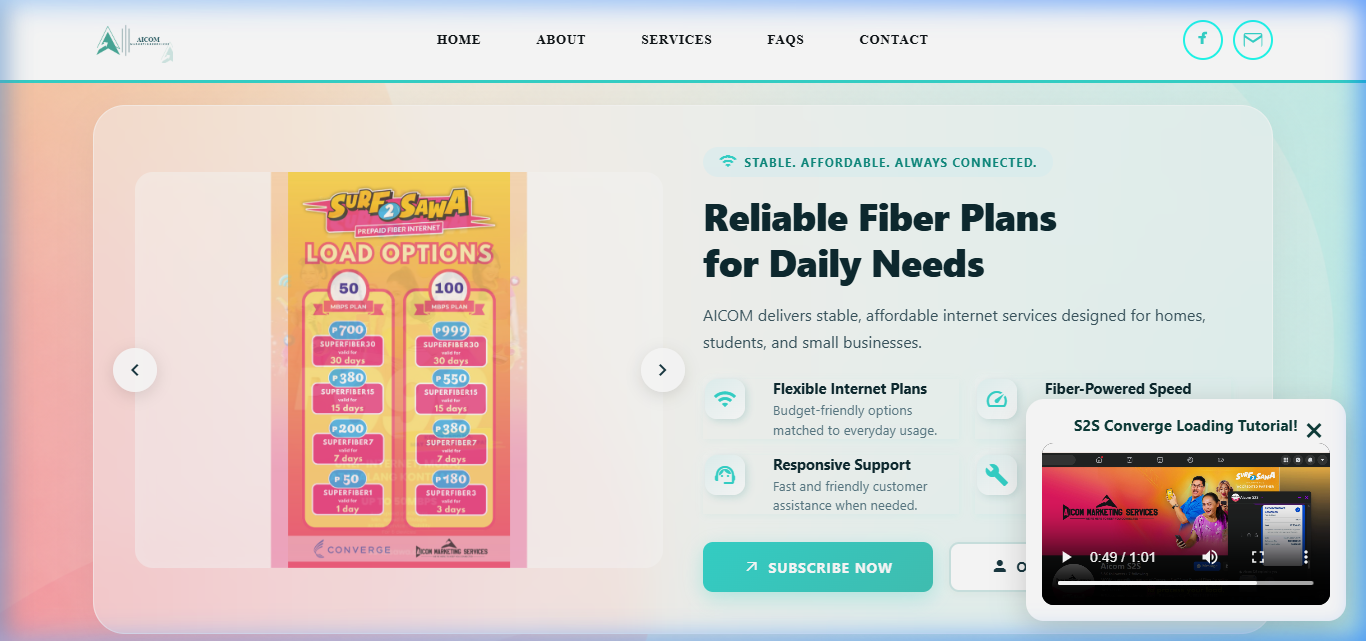 AICOM
HOME
ABOUT
SERVICES
FAQS
CONTACT
STABLE. AFFORDABLE. ALWAYS CONNECTED.
Reliable Fiber Plans
for Daily Needs
AICOM delivers stable, affordable internet services designed for homes,
students, and small businesses.
Flexible Internet Plans
Budget-friendly options
matched to everyday usage.
Fiber-Powered Speed
Responsive Support
Fast and friendly customer
assistance when needed.
SUBSCRIBE NOW
SURF2SAWA
PREPAID FIBER INTERNET
LOAD OPTIONS
50
MBPS PLAN
₱700
SUPERFIBER30
valid for
30 days
₱380
SUPERFIBER15
valid for
15 days
₱200
SUPERFIBER7
valid for
7 days
₱50
SUPERFIBER1
valid for
1 day
100
MBPS PLAN
₱999
SUPERFIBER30
valid for
30 days
₱550
SUPERFIBER15
valid for
15 days
₱380
SUPERFIBER7
valid for
7 days
₱180
SUPERFIBER3
valid for
3 days
CONVERGE
AICOM MARKETING SERVICES
S2S Converge Loading Tutorial!
SURF2SAWA
AICOM MARKETING SERVICES
Aicom S2S
0:49 / 1:01
Aicom S2S